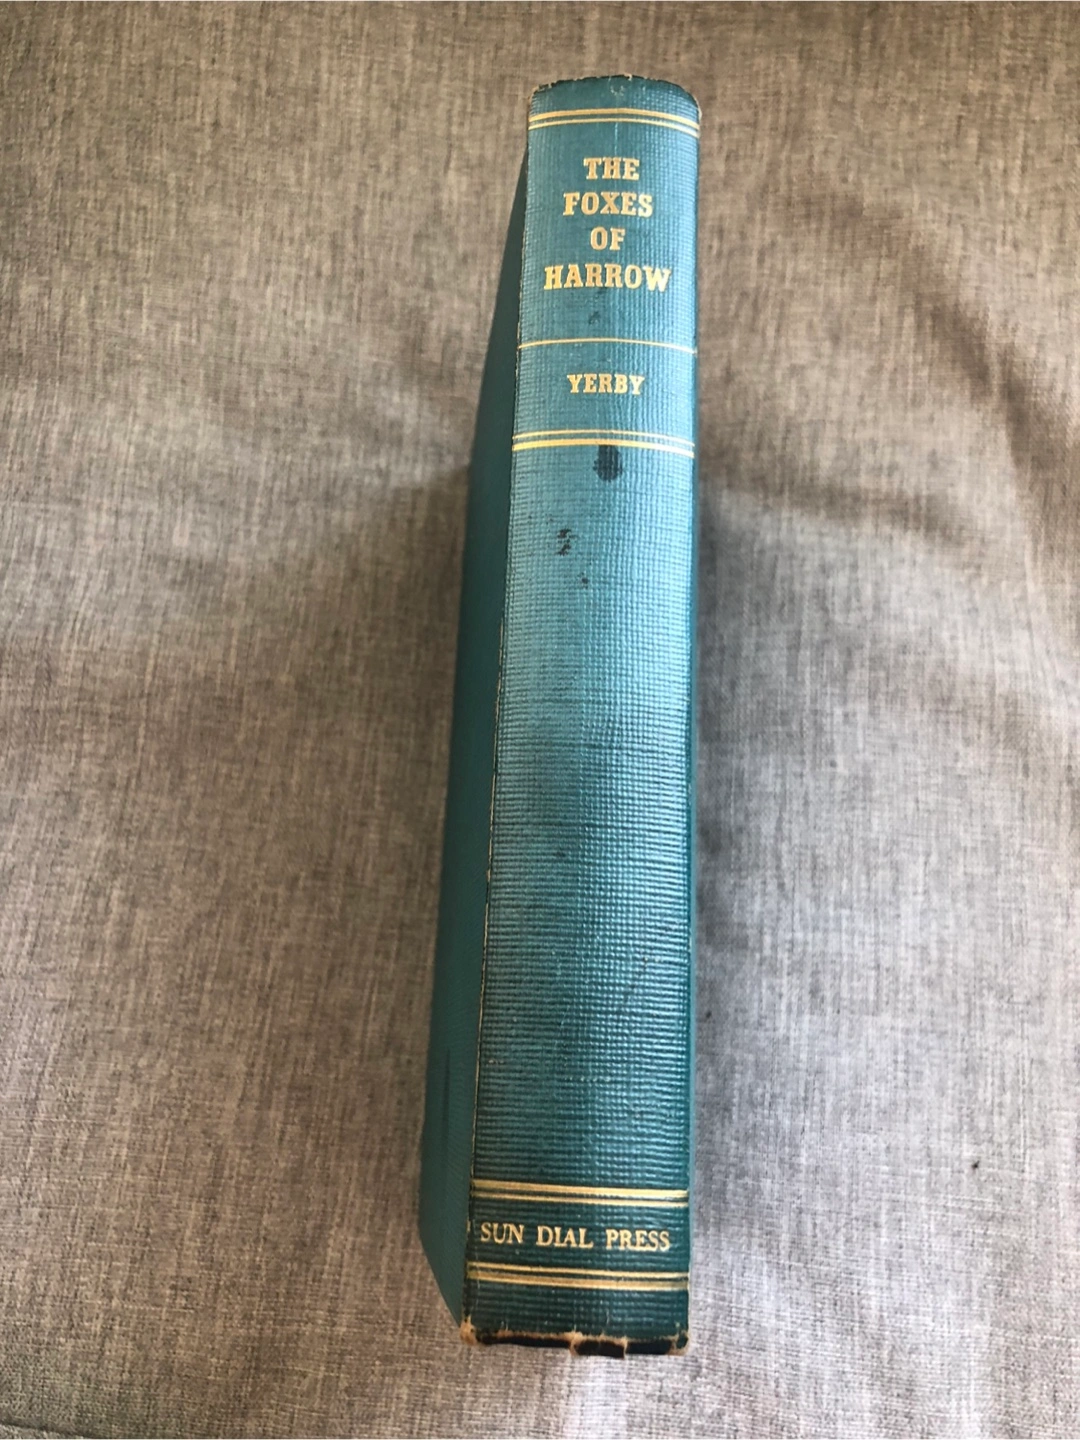 THE
FOXES
OF
HARROW
YERBY
SUN DIAL PRESS